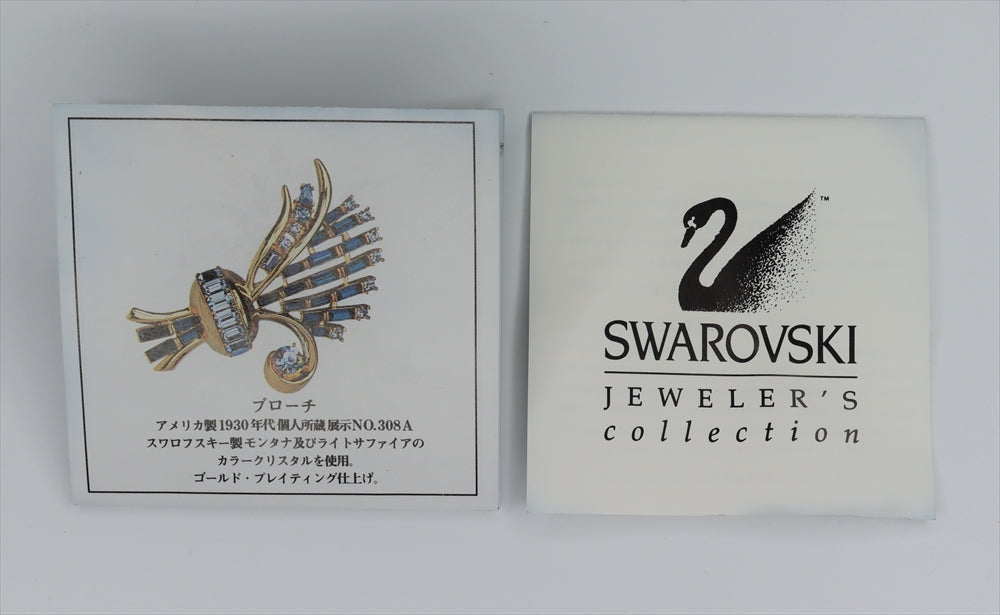 ブローチ
アメリカ製1930年代 個人所蔵 展示NO.308A
スワロフスキー製モンタナ及びライトサファイアの
カラークリスタルを使用。
ゴールド・プレイティング仕上げ。
™
SWAROVSKI
JEWELER'S
collection